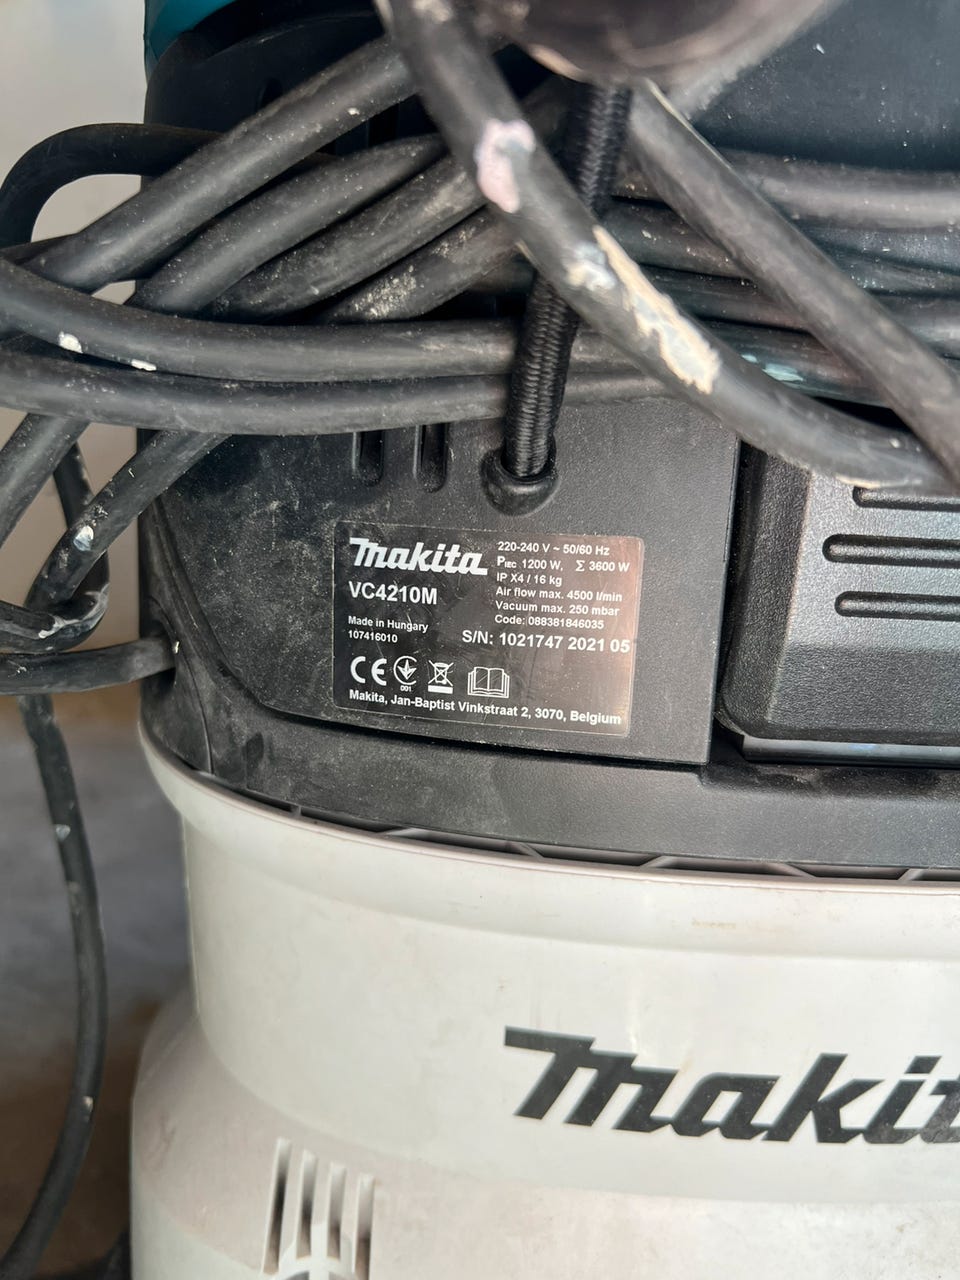 makita
VC4210M
Made in Hungary
107416010
220-240 V ~ 50/60 Hz
PIEC 1200 W, Σ 3600 W
IP X4 / 16 kg
Air flow max. 4500 l/min
Vacuum max. 250 mbar
Code: 088381846035
S/N: 1021747 2021 05
CE
001
Makita, Jan-Baptist Vinkstraat 2, 3070, Belgium
makit